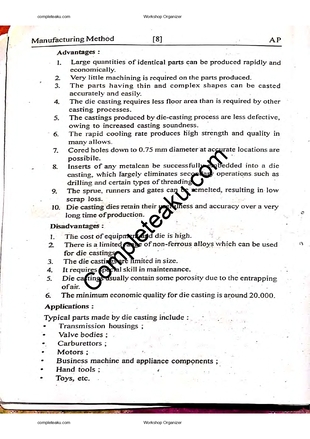 completeaku.com Workshop Organizer
Manufacturing Method [8] AP
Advantages :
1. Large quantities of identical parts can be produced rapidly and
economically.
2. Very little machining is required on the parts produced.
3. The parts having thin and complex shapes can be casted
accurately and easily.
4. The die casting requires less floor area than is required by other
casting processes.
5. The castings produced by die-casting process are less defective,
owing to increased casting soundness.
6. The rapid cooling rate produces high strength and quality in
many allows.
7. Cored holes down to 0.75 mm diameter at accurate locations are
possibile.
8. Inserts of any metal can be successfully into a die
casting, which largely eliminates operations such as
drilling and certain types of threading.
9. The sprue, runners and gates can be remelted, resulting in low
scrap loss.
10. Die casting dies retain their and accuracy over a very
long time of production.
Disadvantages :
1. The cost of equipment and die is high.
2. There is a limited range of non-ferrous alloys which can be used
for die castings.
3. The die castings are limited in size.
4. It requires special skill in maintenance.
5. Die castings usually contain some porosity due to the entrapping
of air.
6. The minimum economic quality for die casting is around 20.000.
Applications :
Typical parts made by die casting include :
• Transmission housings ;
• Valve bodies ;
• Carburettors ;
• Motors ;
• Business machine and appliance components ;
• Hand tools ;
• Toys, etc.
Competeaku.com
completeaku.com Workshop Organizer